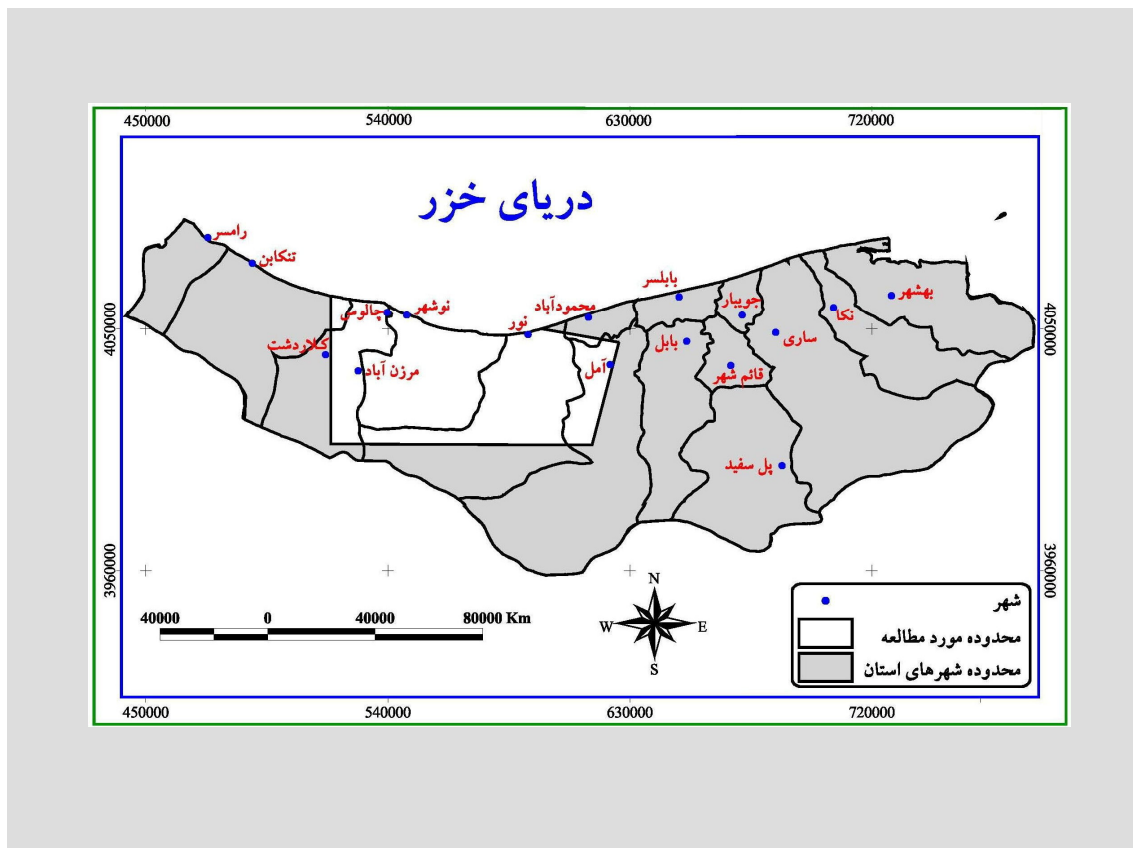 450000 540000 630000 720000
دریای خزر
رامسر
تنکابن
بابلسر
بهشهر
چالوس
نوشهر
محمودآباد
جویبار
نکا
نور
ساری
4050000
4050000
کلاردشت
مرزن آباد
آمل
بابل
قائم شهر
پل سفید
3960000
3960000
40000 0 40000 80000 Km
N
W E
S
شهر
محدوده مورد مطالعه
محدوده شهرهای استان
450000 540000 630000 720000